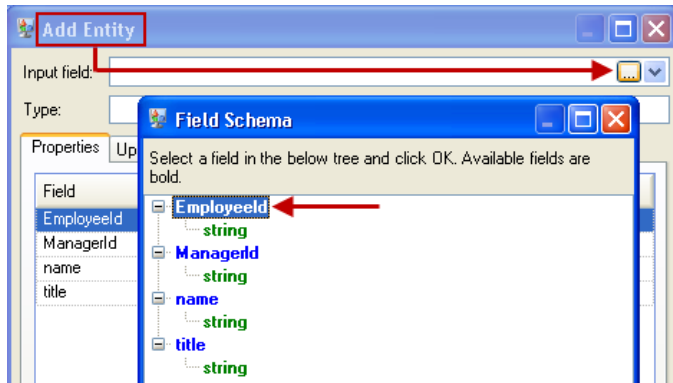 Add Entity
Input field:
...
Type:
Field Schema
Properties Up
Select a field in the below tree and click OK. Available fields are
bold.
Field
EmployeeId
ManagerId
name
title
EmployeeId
string
ManagerId
string
name
string
title
string